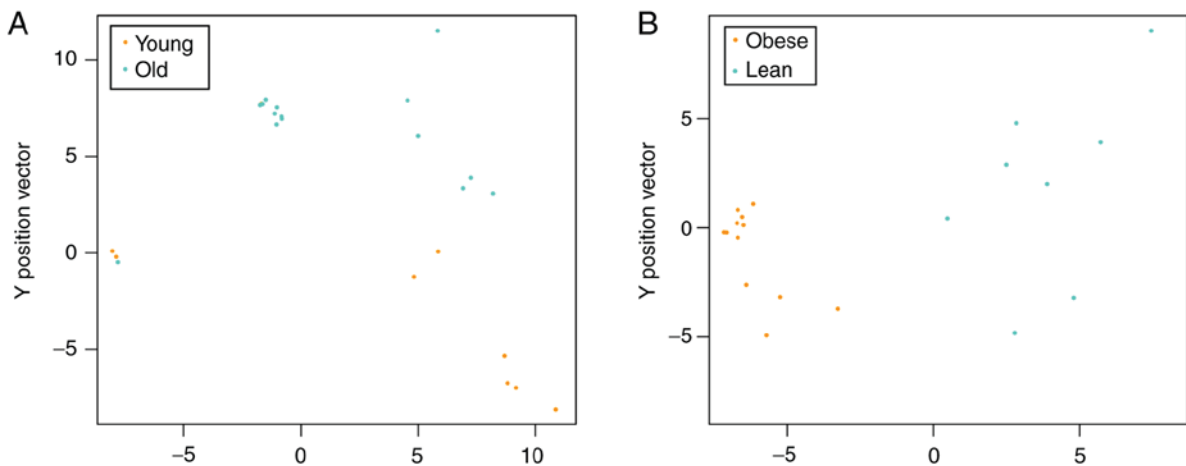 A
Young
Old
Y position vector
10
5
0
−5
−5 0 5 10
B
Obese
Lean
Y position vector
5
0
−5
−5 0 5